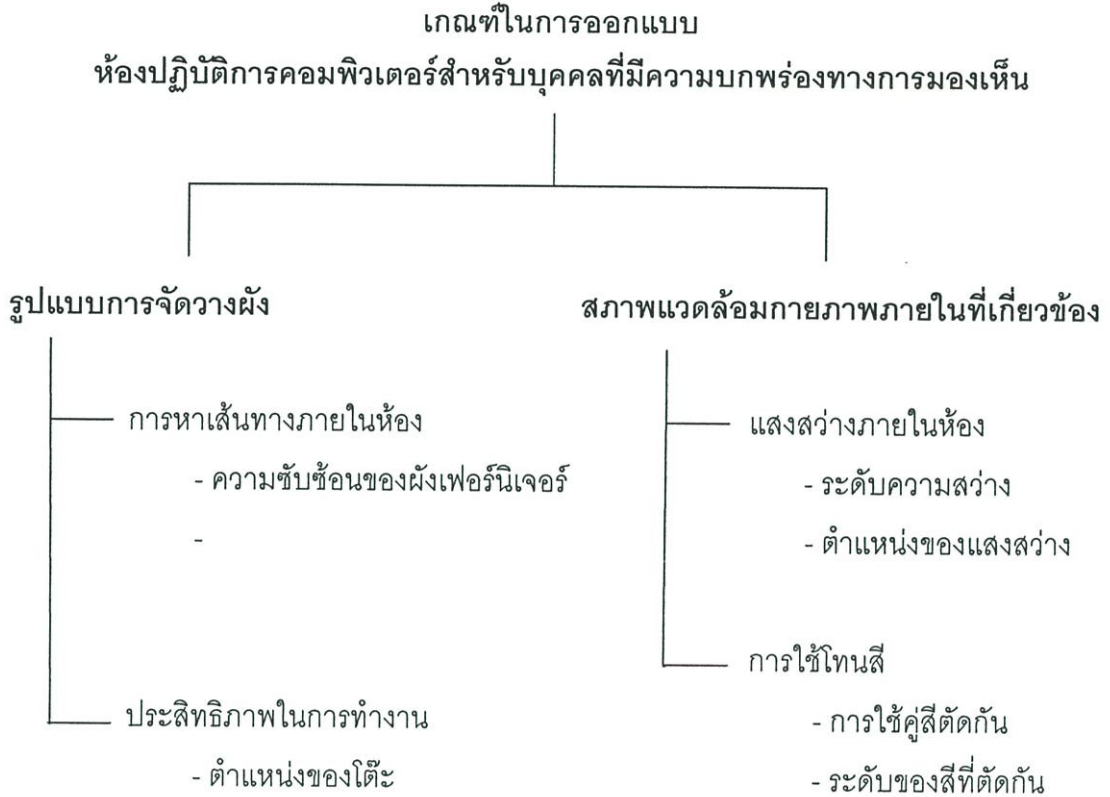 เกณฑ์ในการออกแบบ
ห้องปฏิบัติการคอมพิวเตอร์สำหรับบุคคลที่มีความบกพร่องทางการมองเห็น
รูปแบบการจัดวางผัง
การหาเส้นทางภายในห้อง
- ความซับซ้อนของผังเฟอร์นิเจอร์
-
ประสิทธิภาพในการทำงาน
- ตำแหน่งของโต๊ะ
สภาพแวดล้อมกายภาพภายในที่เกี่ยวข้อง
แสงสว่างภายในห้อง
- ระดับความสว่าง
- ตำแหน่งของแสงสว่าง
การใช้โทนสี
- การใช้คู่สีตัดกัน
- ระดับของสีที่ตัดกัน